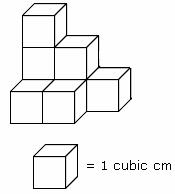 = 1 cubic cm